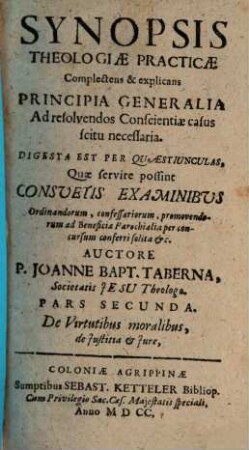 SYNOPSIS
THEOLOGIÆ PRACTICÆ
Complectens & explicans
PRINCIPIA GENERALIA
Ad resolvendos Conscientiæ casus
scitu necessaria.
DIGESTA EST PER QUÆSTIUNCULAS,
Quæ servire possint
CONSUETIS EXAMINIBUS
Ordinandorum, confessariorum, promovendo-
rum ad Beneficia Parochialia per con-
cursum conferri solita &c.
AUCTORE
P. JOANNE BAPT. TABERNA,
Societatis JESU Theologo.
PARS SECUNDA.
De Virtutibus moralibus,
de justitia & jure,
COLONIÆ AGRIPPINÆ
Sumptibus SEBAST. KETTELER Bibliop.
Cum Privilegio Sac. Cæs. Majestatis speciali,
Anno M D CC,